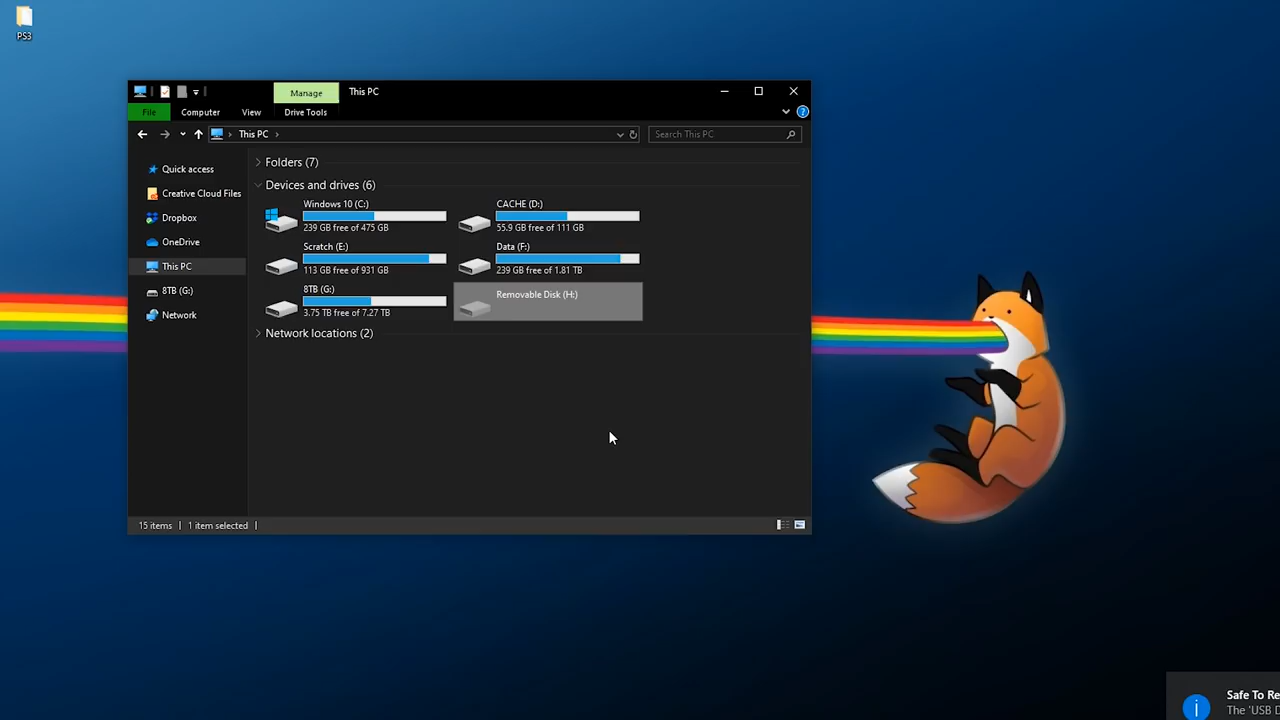 PS3
Manage
This PC
File
Computer
View
Drive Tools
This PC
Search This PC
Quick access
Creative Cloud Files
Dropbox
OneDrive
This PC
8TB (G:)
Network
Folders (7)
Devices and drives (6)
Windows 10 (C:)
239 GB free of 475 GB
CACHE (D:)
55.9 GB free of 111 GB
Scratch (E:)
113 GB free of 931 GB
Data (F:)
239 GB free of 1.81 TB
8TB (G:)
3.75 TB free of 7.27 TB
Removable Disk (H:)
Network locations (2)
15 items
1 item selected
Safe To Re
The 'USB D